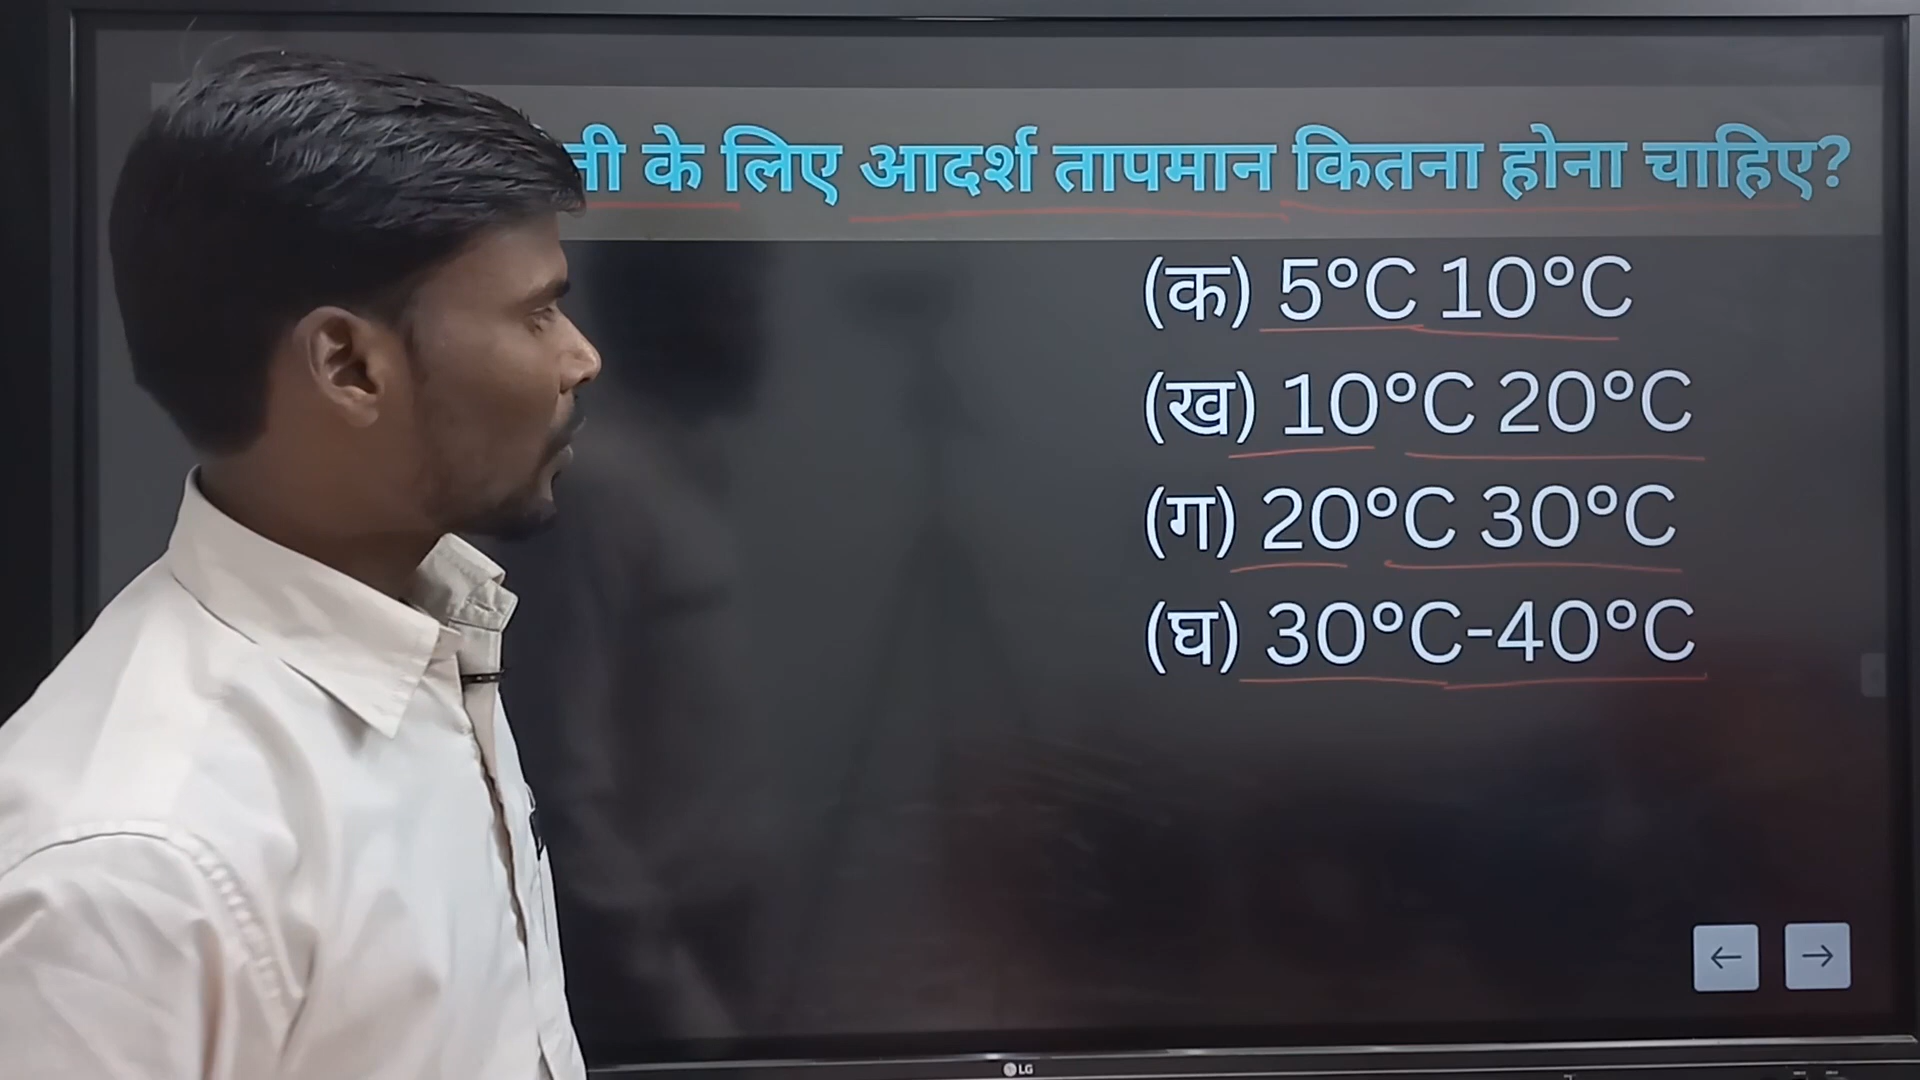 के लिए आदर्श तापमान कितना होना चाहिए?
(क) 5°C 10°C
(ख) 10°C 20°C
(ग) 20°C 30°C
(घ) 30°C-40°C
← →
LG